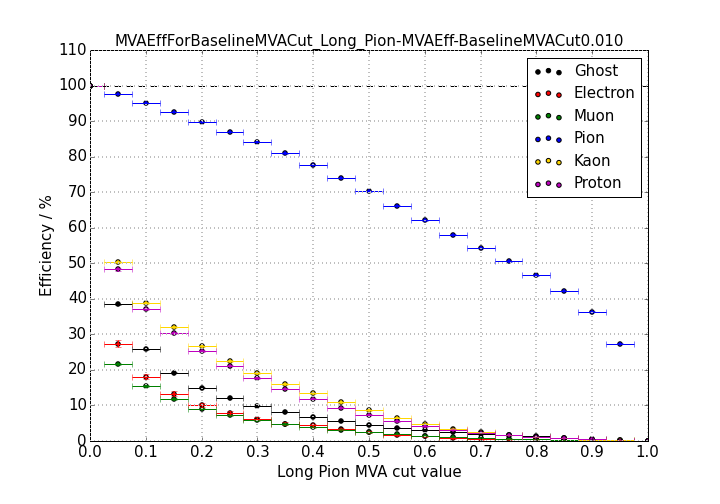 MVAEffForBaselineMVACut_Long_Pion-MVAEff-BaselineMVACut0.010
110
100
90
80
70
60
50
40
30
20
10
0
Efficiency / %
Ghost
Electron
Muon
Pion
Kaon
Proton
0.0 0.1 0.2 0.3 0.4 0.5 0.6 0.7 0.8 0.9 1.0
Long Pion MVA cut value